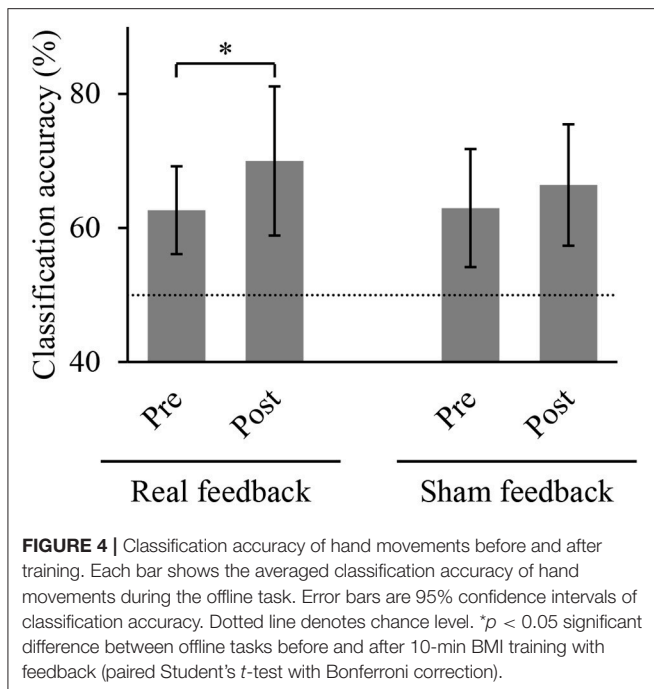 Classification accuracy (%)
80
60
40
*
Pre
Post
Pre
Post
Real feedback
Sham feedback
FIGURE 4 | Classification accuracy of hand movements before and after
training. Each bar shows the averaged classification accuracy of hand
movements during the offline task. Error bars are 95% confidence intervals of
classification accuracy. Dotted line denotes chance level. *p < 0.05 significant
difference between offline tasks before and after 10-min BMI training with
feedback (paired Student's t-test with Bonferroni correction).